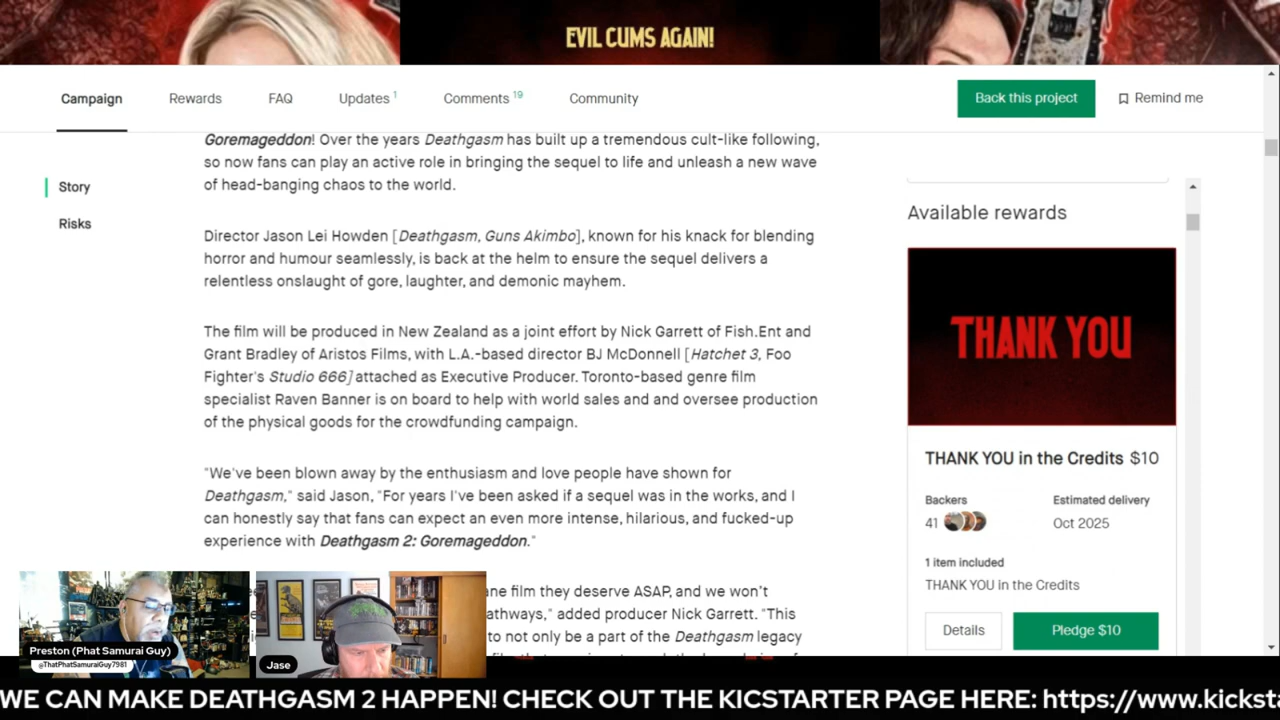 EVIL CUMS AGAIN!
Campaign
Rewards
FAQ
Updates 1
Comments 19
Community
Back this project
Remind me
Story
Risks
Goremageddon! Over the years Deathgasm has built up a tremendous cult-like following,
so now fans can play an active role in bringing the sequel to life and unleash a new wave
of head-banging chaos to the world.
Director Jason Lei Howden [Deathgasm, Guns Akimbo], known for his knack for blending
horror and humour seamlessly, is back at the helm to ensure the sequel delivers a
relentless onslaught of gore, laughter, and demonic mayhem.
The film will be produced in New Zealand as a joint effort by Nick Garrett of Fish.Ent and
Grant Bradley of Aristos Films, with L.A.-based director BJ McDonnell [Hatchet 3, Foo
Fighter's Studio 666] attached as Executive Producer. Toronto-based genre film
specialist Raven Banner is on board to help with world sales and and oversee production
of the physical goods for the crowdfunding campaign.
"We've been blown away by the enthusiasm and love people have shown for
Deathgasm," said Jason, "For years I've been asked if a sequel was in the works, and I
can honestly say that fans can expect an even more intense, hilarious, and fucked-up
experience with Deathgasm 2: Goremageddon."
film they deserve ASAP, and we won't
added producer Nick Garrett. "This
to not only be a part of the Deathgasm legacy
Available rewards
THANK YOU
THANK YOU in the Credits $10
Backers
41
Estimated delivery
Oct 2025
1 item included
THANK YOU in the Credits
Details
Pledge $10
Preston (Phat Samurai Guy)
@ThatPhatSamuraiGuy7981
Jase
WE CAN MAKE DEATHGASM 2 HAPPEN! CHECK OUT THE KICSTARTER PAGE HERE: https://www.kickst